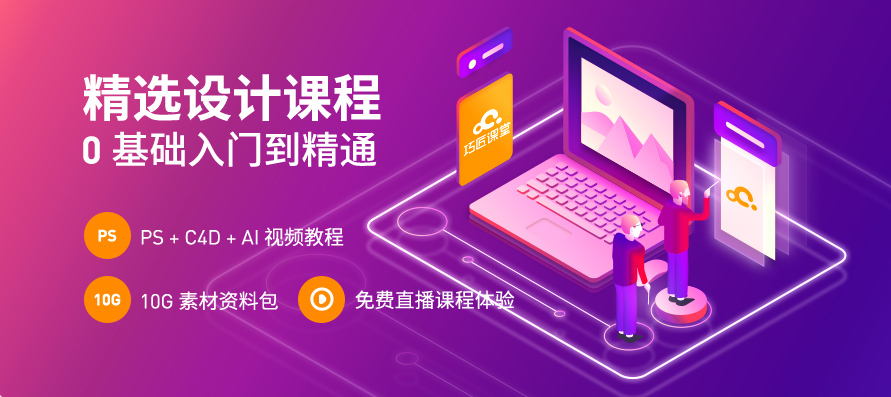 精选设计课程
0 基础入门到精通
PS
PS + C4D + AI 视频教程
10G
10G 素材资料包
免费直播课程体验
巧匠课堂